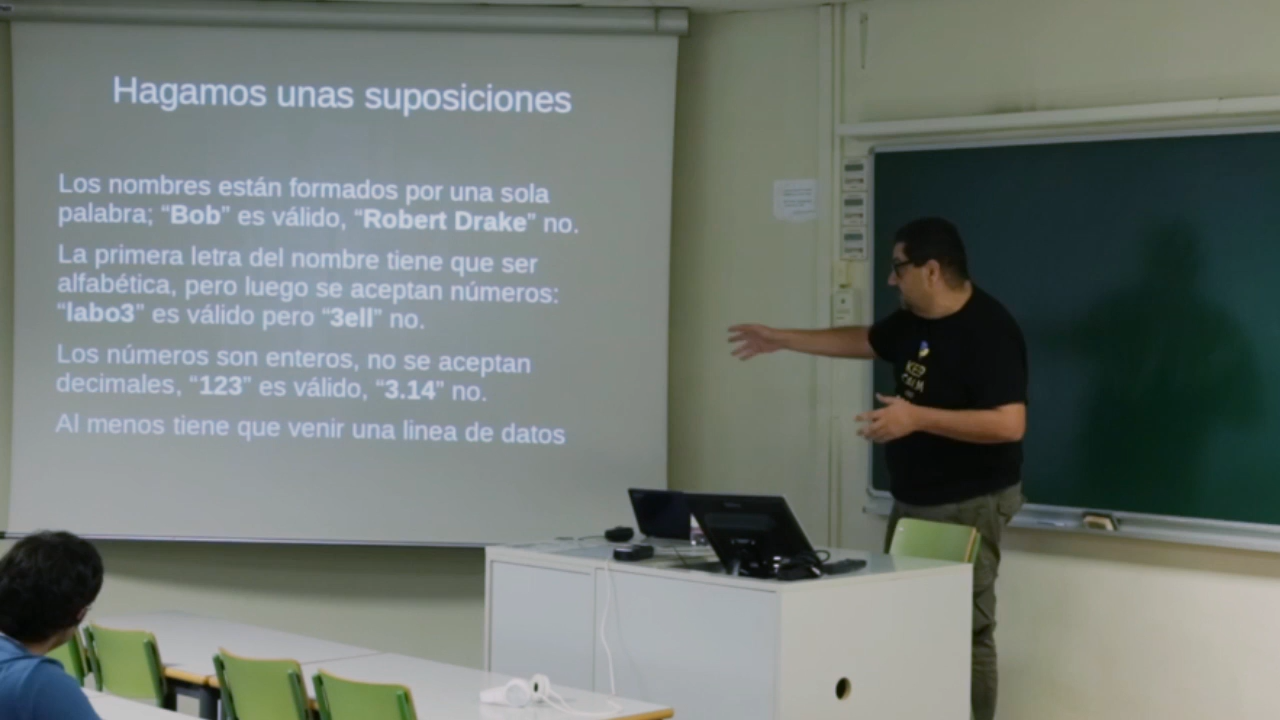 Hagamos unas suposiciones
Los nombres están formados por una sola
palabra; “Bob” es válido, “Robert Drake” no.
La primera letra del nombre tiene que ser
alfabética, pero luego se aceptan números:
“labo3” es válido pero “3ell” no.
Los números son enteros, no se aceptan
decimales, “123” es válido, “3.14” no.
Al menos tiene que venir una linea de datos
KEEP
CALM